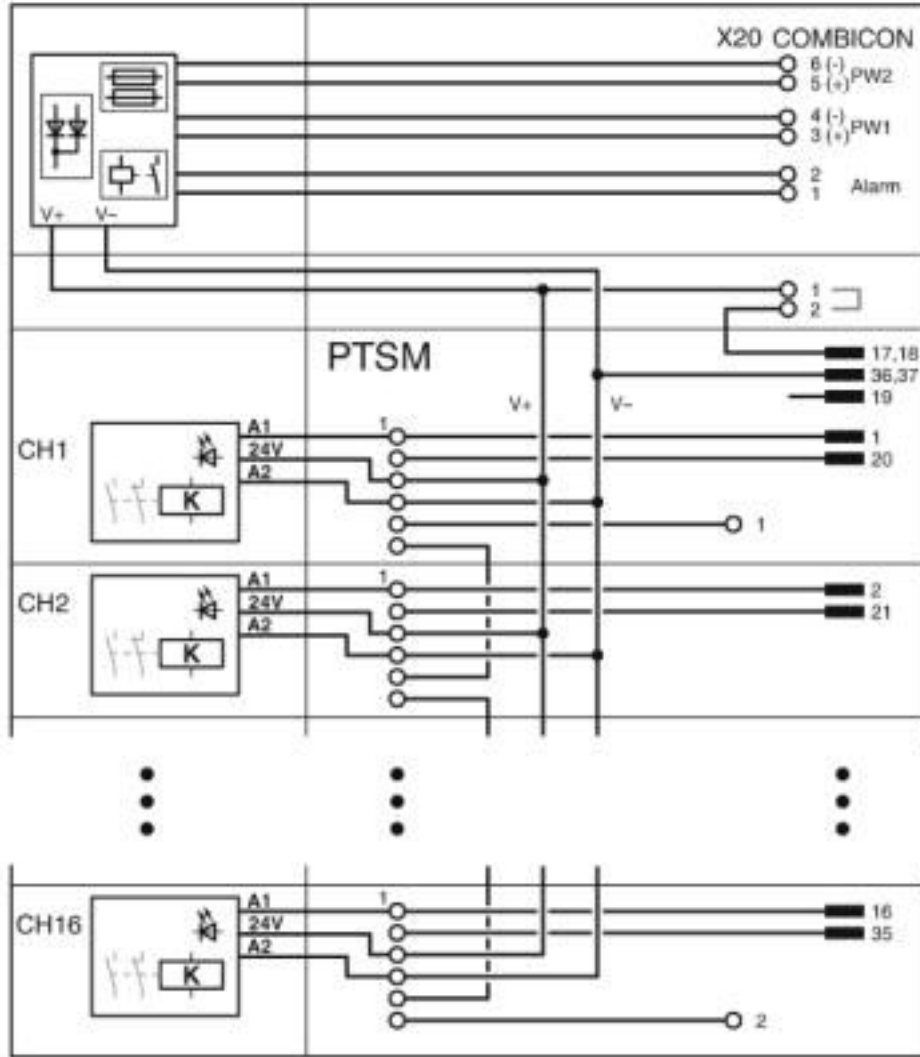 X20 COMBICON
6 (-)
5 (+) PW2
4 (-)
3 (+) PW1
2
1 Alarm
V+ V-
1
2
PTSM
17,18
36,37
19
V+ V-
CH1
A1
24V
A2
K
1
1
20
1
CH2
A1
24V
A2
K
1
2
21
CH16
A1
24V
A2
K
1
16
35
2